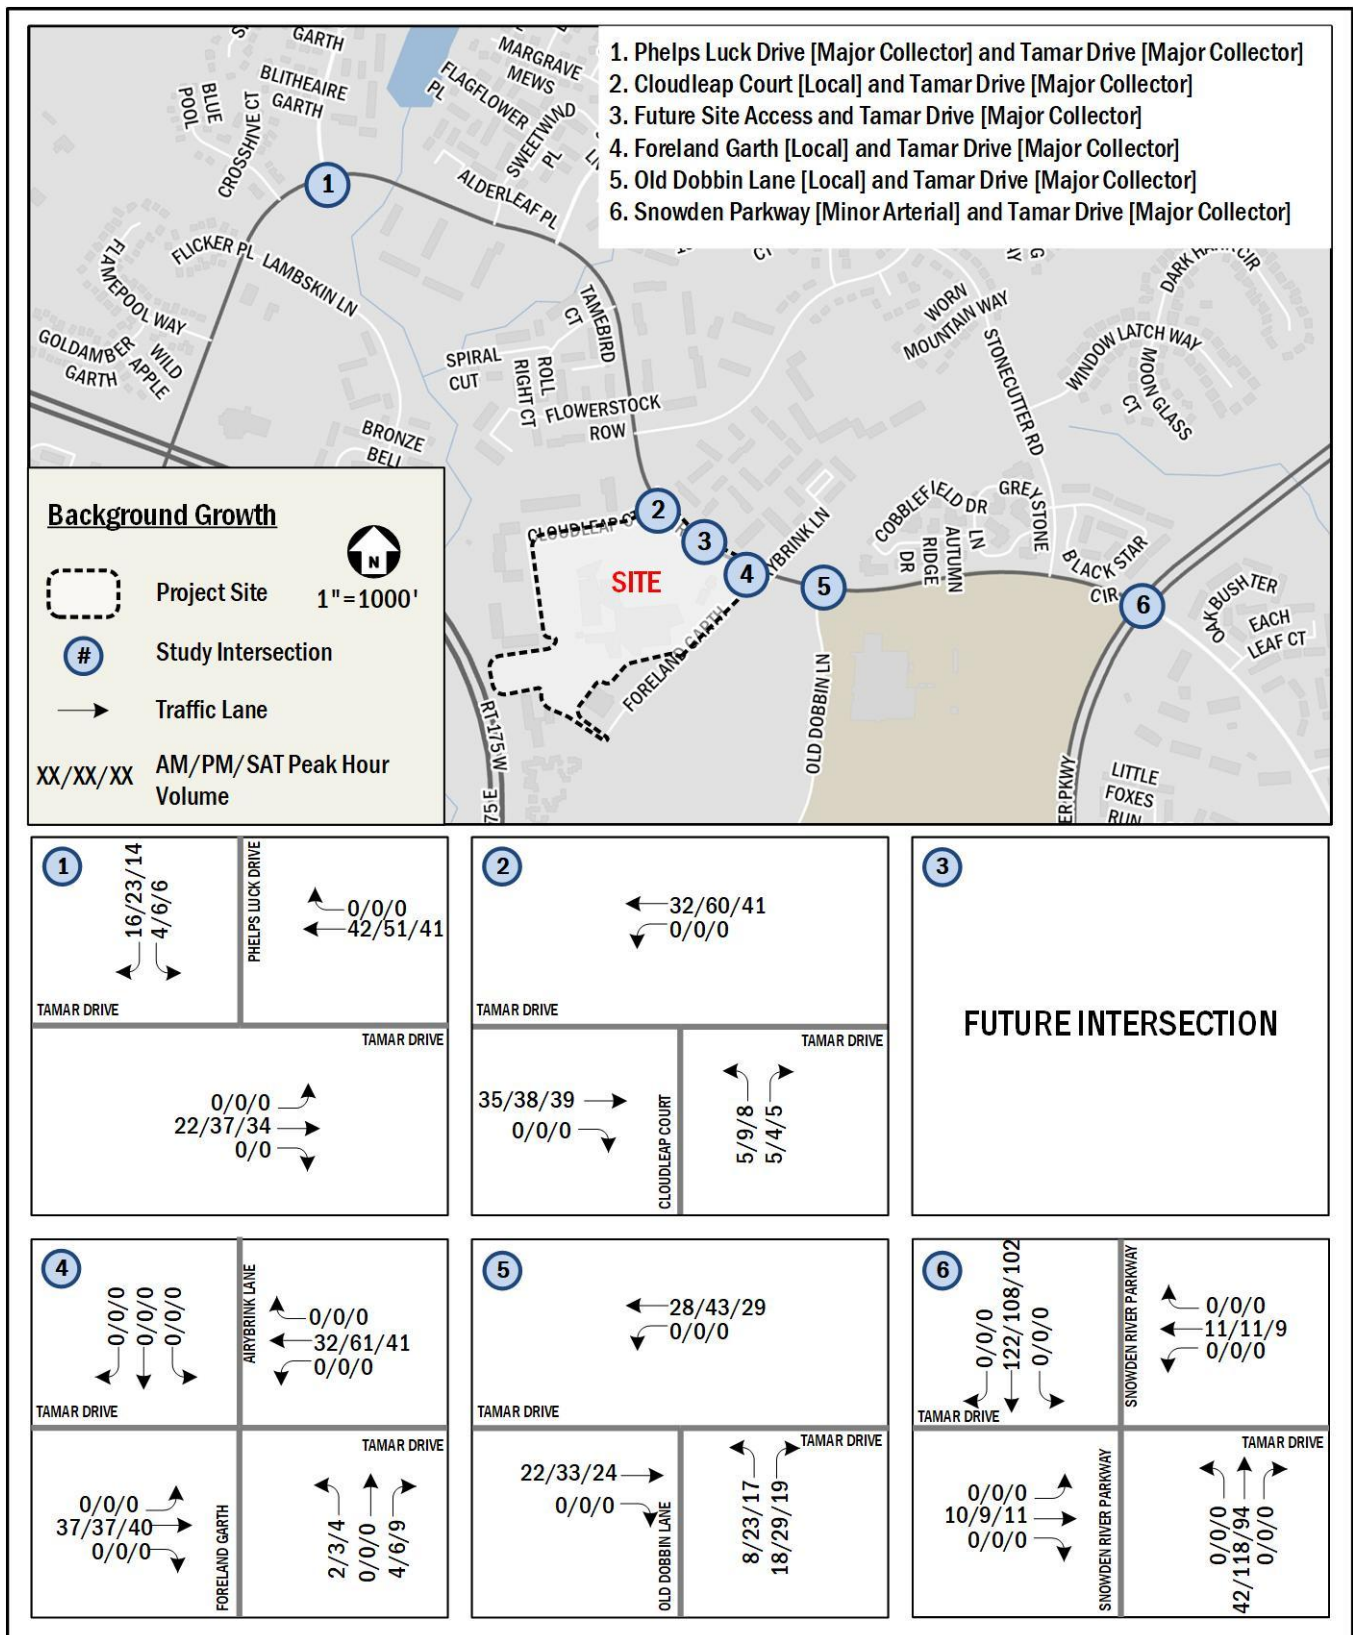 1. Phelps Luck Drive [Major Collector] and Tamar Drive [Major Collector]
2. Cloudleap Court [Local] and Tamar Drive [Major Collector]
3. Future Site Access and Tamar Drive [Major Collector]
4. Foreland Garth [Local] and Tamar Drive [Major Collector]
5. Old Dobbin Lane [Local] and Tamar Drive [Major Collector]
6. Snowden Parkway [Minor Arterial] and Tamar Drive [Major Collector]
GARTH
BLITHEAIRE
GARTH
BLUE
POOL
CROSSHIVE CT
MARGRAVE
MEWS
FLAGFLOWER
PL
SWEETWIND
PL
LN
ALDERLEAF PL
1
FLICKER PL
LAMBSKIN LN
FLAMEPOOL WAY
GOLDAMBER
GARTH
WILD
APPLE
TAMEBIRD
CT
SPIRAL
CUT
ROLL
RIGHT CT
FLOWERSTOCK
ROW
BRONZE
BELL
CT
WORN
MOUNTAIN WAY
STONECUTTER RD
DARK
CIR
WINDOW LATCH WAY
MOON GLASS
CT
COBBLEFIELD DR
GREYSTONE
LN
AUTUMN
RIDGE
DR
BLACK STAR
CIR
OAK BUSH TER
EACH
LEAF CT
LITTLE
FOXES
RUN
CLOUDLEAP
2
3
4
5
6
YBRINK LN
SITE
FORELAND GARTH
OLD DOBBIN LN
RT 175 W
75 E
ER PKWY
Background Growth
N
1"=1000'
Project Site
#
Study Intersection
Traffic Lane
XX/XX/XX
AM/PM/SAT Peak Hour
Volume
1
16/23/14
4/6/6
PHELPS LUCK DRIVE
0/0/0
42/51/41
TAMAR DRIVE
TAMAR DRIVE
0/0/0
22/37/34
0/0
2
32/60/41
0/0/0
TAMAR DRIVE
TAMAR DRIVE
35/38/39
0/0/0
CLOUDLEAP COURT
5/9/8
5/4/5
3
FUTURE INTERSECTION
4
0/0/0
0/0/0
0/0/0
AIRYBRINK LANE
0/0/0
32/61/41
0/0/0
TAMAR DRIVE
TAMAR DRIVE
0/0/0
37/37/40
0/0/0
FORELAND GARTH
2/3/4
0/0/0
4/6/9
5
28/43/29
0/0/0
TAMAR DRIVE
TAMAR DRIVE
22/33/24
0/0/0
OLD DOBBIN LANE
8/23/17
18/29/19
6
0/0/0
122/108/102
0/0/0
SNOWDEN RIVER PARKWAY
0/0/0
11/11/9
0/0/0
TAMAR DRIVE
TAMAR DRIVE
0/0/0
10/9/11
0/0/0
SNOWDEN RIVER PARKWAY
0/0/0
42/118/94
0/0/0